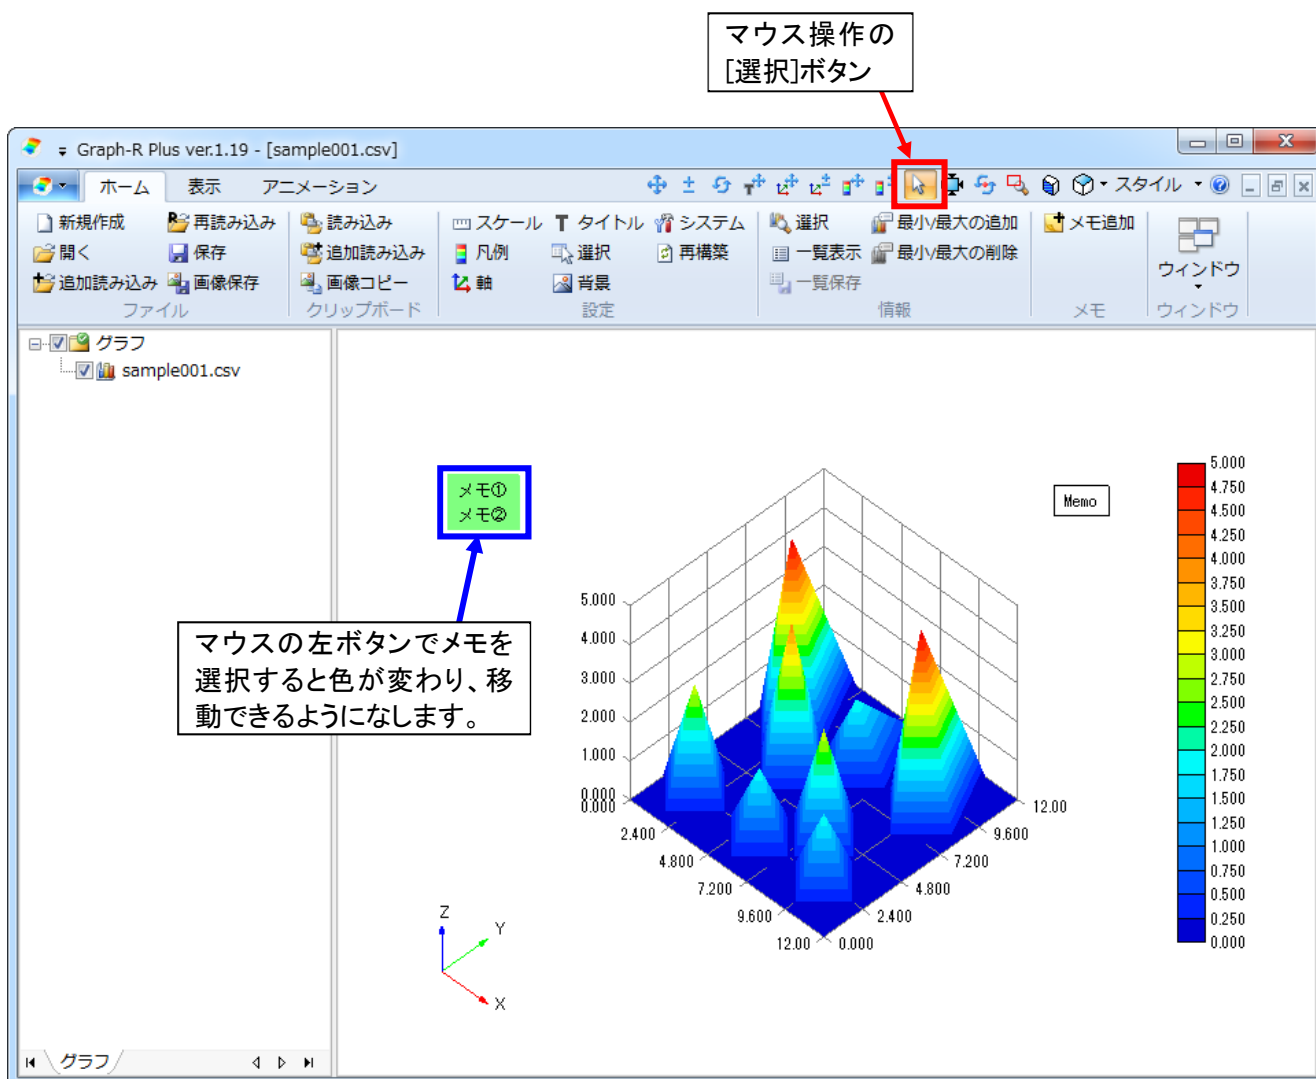 マウス操作の
[選択]ボタン
Graph-R Plus ver.1.19 - [sample001.csv]
ホーム 表示 アニメーション スタイル
新規作成 再読み込み 読み込み スケール タイトル システム 選択 最小/最大の追加 メモ追加
開く 保存 追加読み込み 凡例 選択 再構築 一覧表示 最小/最大の削除
追加読み込み 画像保存 画像コピー 軸 背景 一覧保存 ウィンドウ
ファイル クリップボード 設定 情報 メモ ウィンドウ
グラフ
sample001.csv
メモ①
メモ②
マウスの左ボタンでメモを
選択すると色が変わり、移
動できるようになします。
Memo
5.000
4.000
3.000
2.000
1.000
0.000
0.000
2.400
4.800
7.200
9.600
12.00
0.000
2.400
4.800
7.200
9.600
12.00
5.000
4.750
4.500
4.250
4.000
3.750
3.500
3.250
3.000
2.750
2.500
2.250
2.000
1.750
1.500
1.250
1.000
0.750
0.500
0.250
0.000
Z
Y
X
グラフ